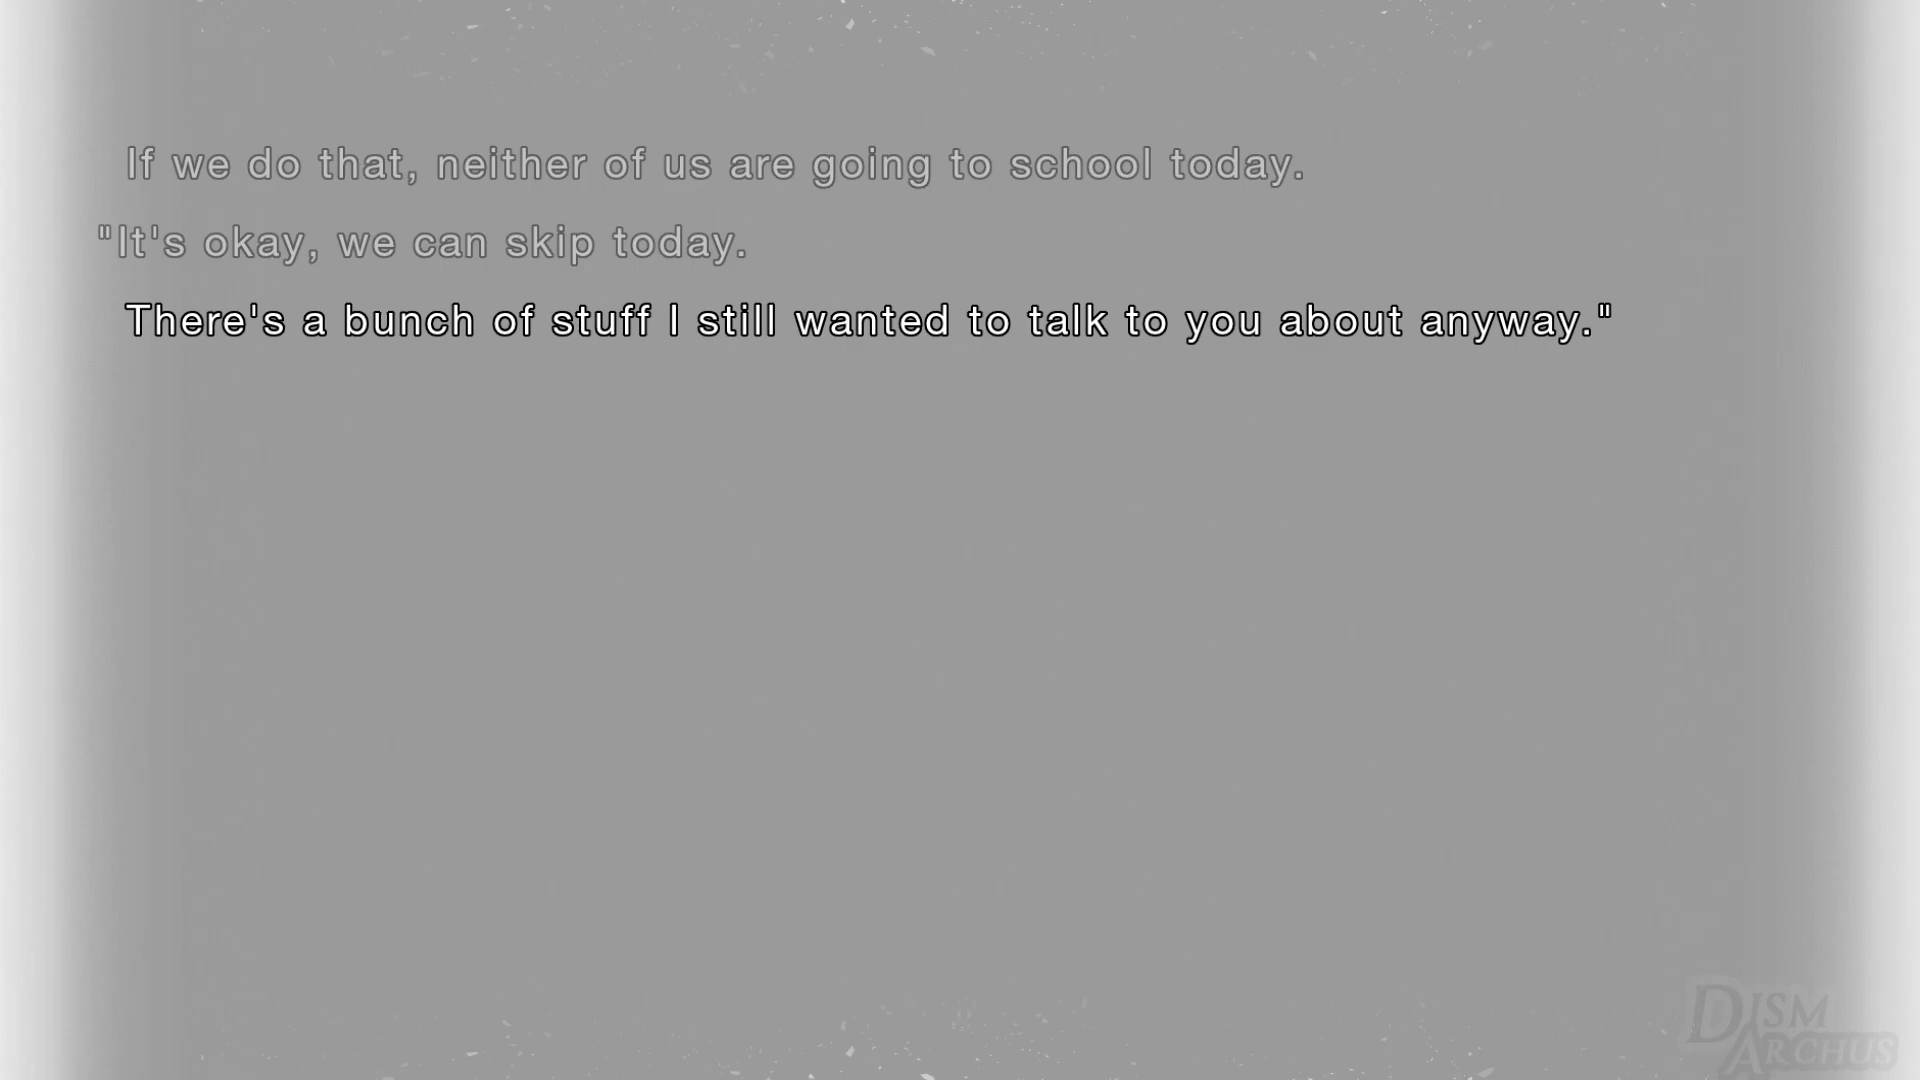 If we do that, neither of us are going to school today.
"It's okay, we can skip today.
There's a bunch of stuff I still wanted to talk to you about anyway."
DISM
ARCHUS